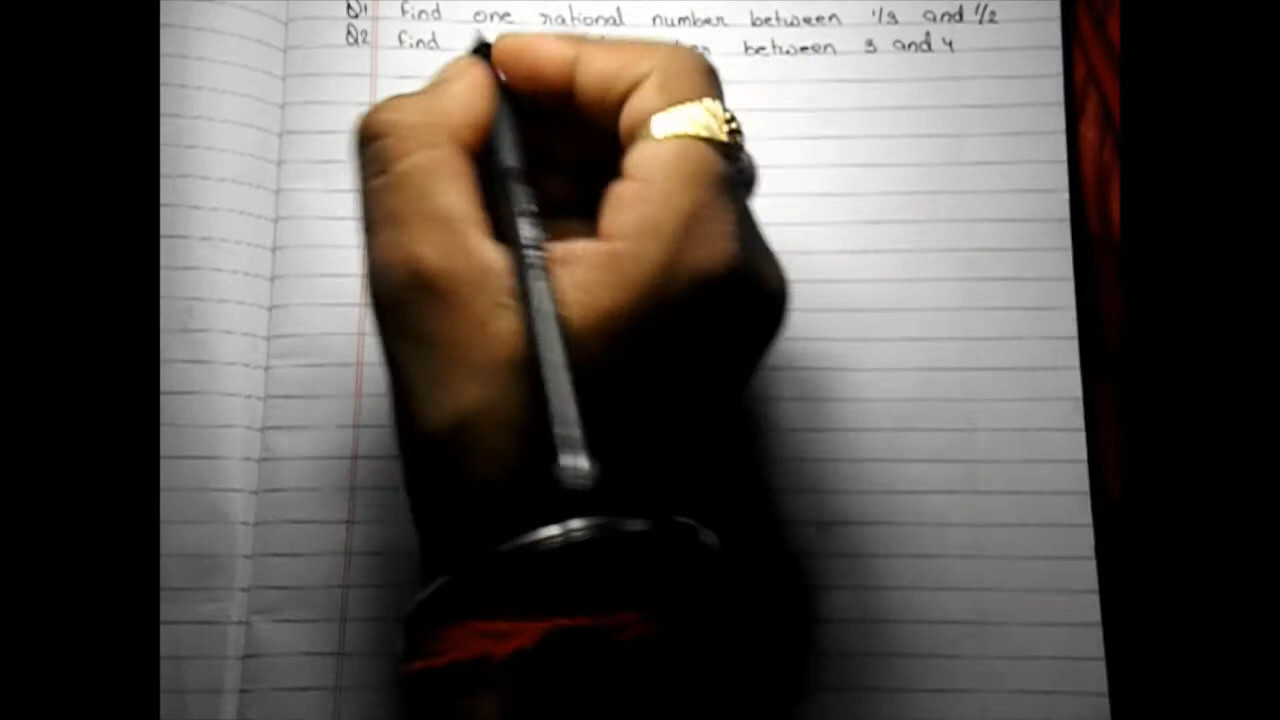 Q1 find one rational number between 1/3 and 1/2
Q2 find between 3 and 4